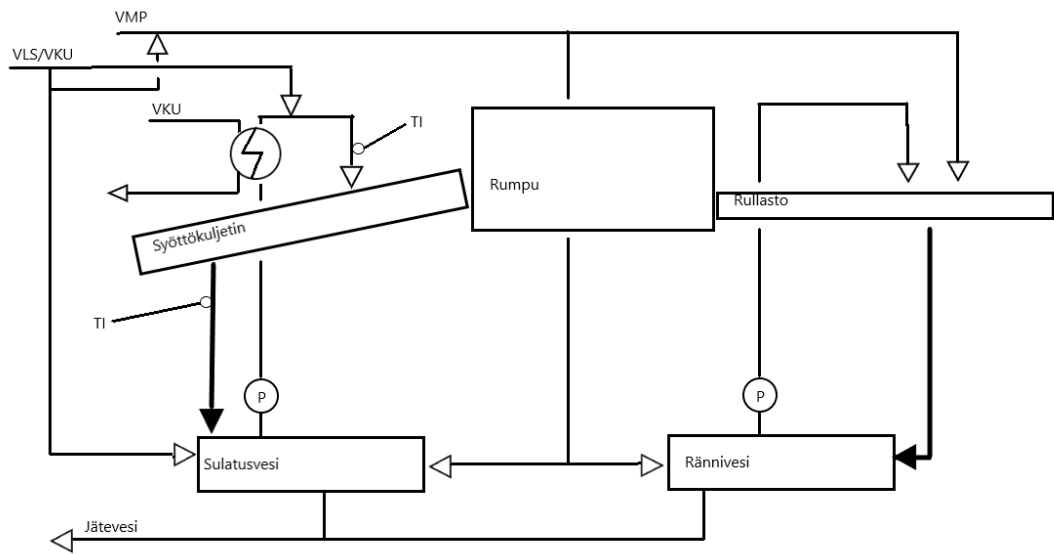 VMP
VLS/VKU
VKU
TI
Rumpu
Rullasto
Syöttökuljetin
TI
P
P
Sulatusvesi
Rännivesi
Jätevesi